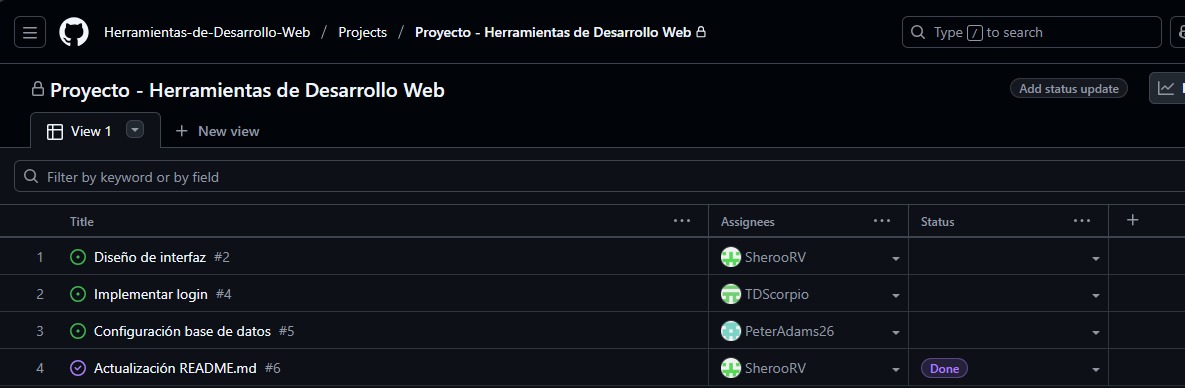 Herramientas-de-Desarrollo-Web / Projects / Proyecto - Herramientas de Desarrollo Web
Type / to search
Proyecto - Herramientas de Desarrollo Web
Add status update
View 1
New view
Filter by keyword or by field
Title Assignees Status
1 Diseño de interfaz #2 SherooRV
2 Implementar login #4 TDScorpio
3 Configuración base de datos #5 PeterAdams26
4 Actualización README.md #6 SherooRV Done